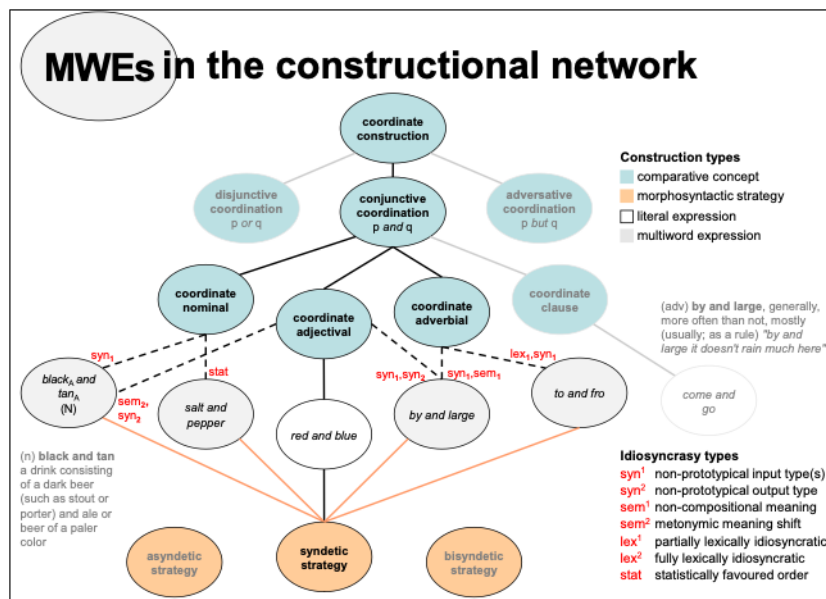 MWEs in the constructional network
coordinate
construction
Construction types
comparative concept
morphosyntactic strategy
literal expression
multiword expression
disjunctive
coordination
p or q
conjunctive
coordination
p and q
adversative
coordination
p but q
coordinate
nominal
coordinate
adjectival
coordinate
adverbial
coordinate
clause
(adv) by and large, generally,
more often than not, mostly
(usually; as a rule) "by and
large it doesn't rain much here"
syn₁
stat
sem₂,
syn₂
syn₁,syn₂
syn₁,sem₁
lex₁,syn₁
black_A and
tan_A
(N)
salt and
pepper
red and blue
by and large
to and fro
come and
go
(n) black and tan
a drink consisting
of a dark beer
(such as stout or
porter) and ale or
beer of a paler
color
Idiosyncrasy types
syn¹ non-prototypical input type(s)
syn² non-prototypical output type
sem¹ non-compositional meaning
sem² metonymic meaning shift
lex¹ partially lexically idiosyncratic
lex² fully lexically idiosyncratic
stat statistically favoured order
asyndetic
strategy
syndetic
strategy
bisyndetic
strategy